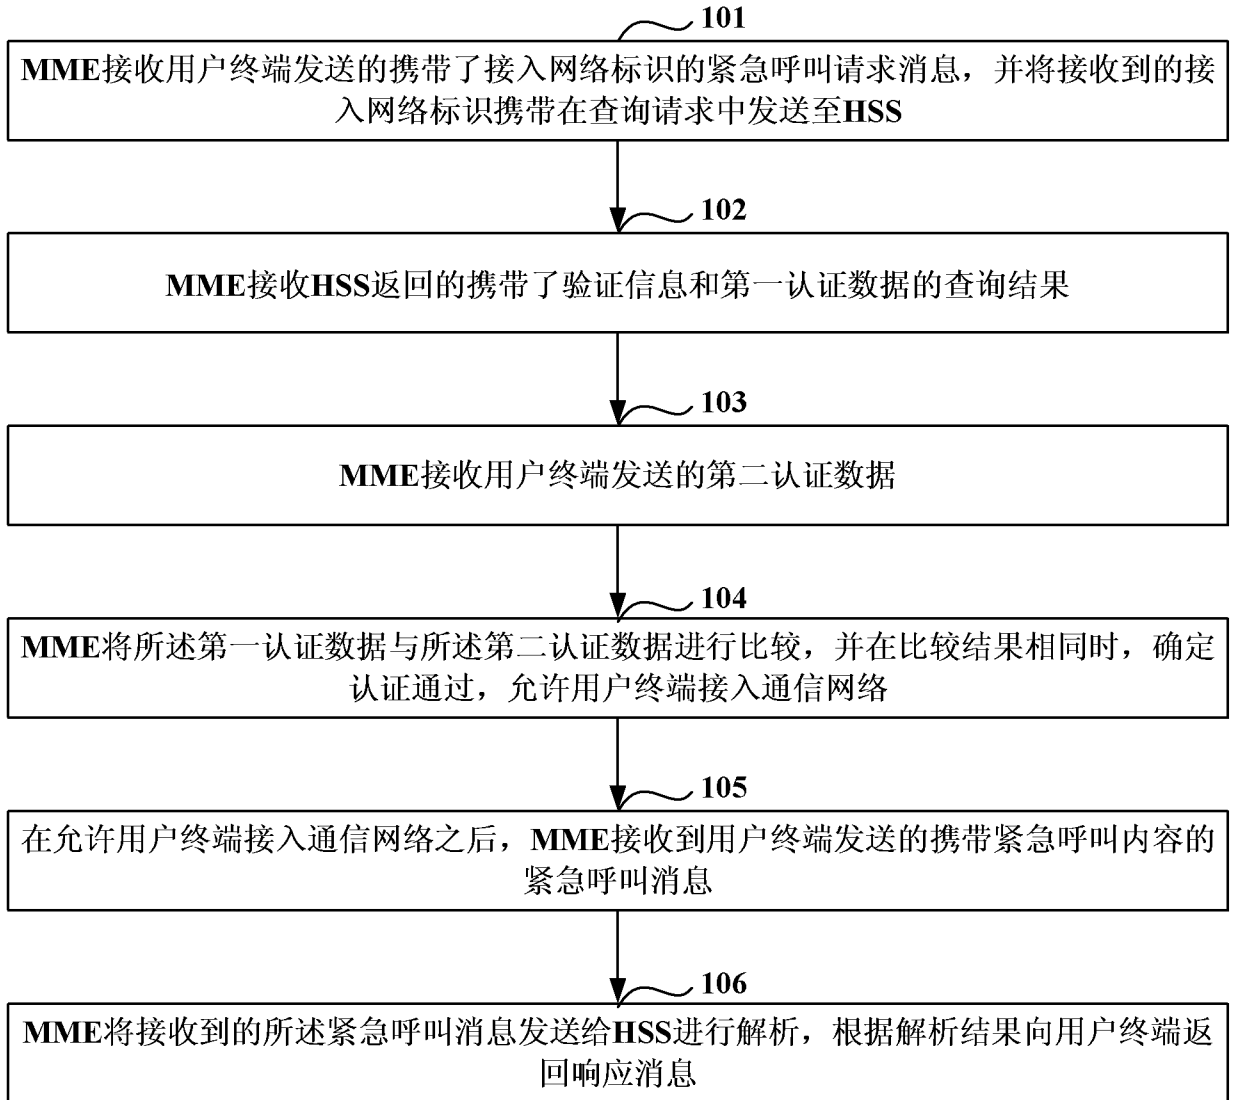 101
MME接收用户终端发送的携带了接入网络标识的紧急呼叫请求消息，并将接收到的接
入网络标识携带在查询请求中发送至HSS
102
MME接收HSS返回的携带了验证信息和第一认证数据的查询结果
103
MME接收用户终端发送的第二认证数据
104
MME将所述第一认证数据与所述第二认证数据进行比较，并在比较结果相同时，确定
认证通过，允许用户终端接入通信网络
105
在允许用户终端接入通信网络之后，MME接收到用户终端发送的携带紧急呼叫内容的
紧急呼叫消息
106
MME将接收到的所述紧急呼叫消息发送给HSS进行解析，根据解析结果向用户终端返
回响应消息